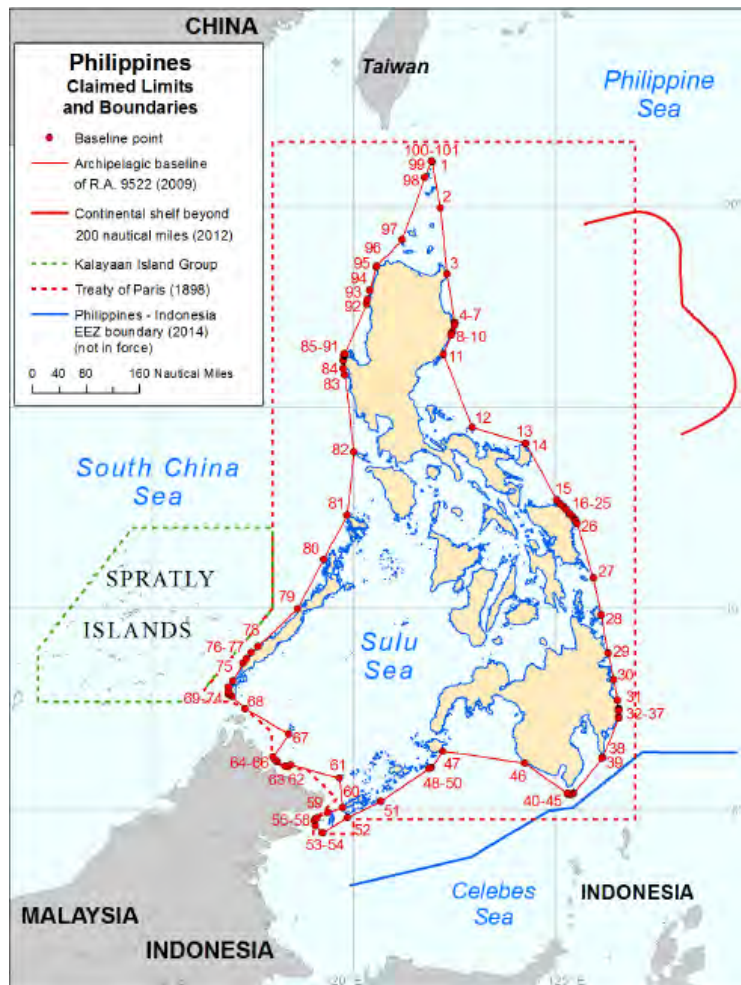 CHINA
Philippines
Claimed Limits
and Boundaries
Baseline point
Archipelagic baseline
of R.A. 9522 (2009)
Continental shelf beyond
200 nautical miles (2012)
Kalayaan Island Group
Treaty of Paris (1898)
Philippines - Indonesia
EEZ boundary (2014)
(not in force)
0 40 80 160 Nautical Miles
Taiwan
Philippine
Sea
100-101
1
99
98
2
20°
97
96
95
3
94
93
92
4-7
8-10
85-91
11
84
83
12
13
14
82
South China
Sea
15
16-25
81
26
80
27
SPRATLY
79
28
ISLANDS
78
Sulu
Sea
29
76-77
30
75
31
69-74
68
32-37
67
38
39
64-66
47
46
63
62
61
48-50
40-45
60
59
51
56-58
52
53-54
Celebes
Sea
INDONESIA
MALAYSIA
INDONESIA
125°